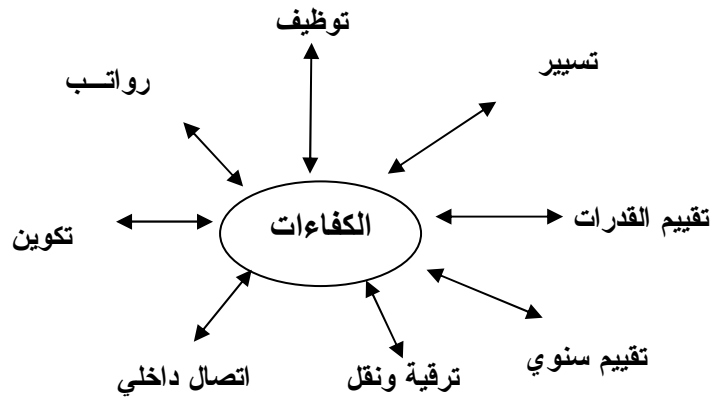 توظيف
تسيير
رواتـــب
الكفاءات
تقييم القدرات
تكوين
تقييم سنوي
ترقية ونقل
اتصال داخلي